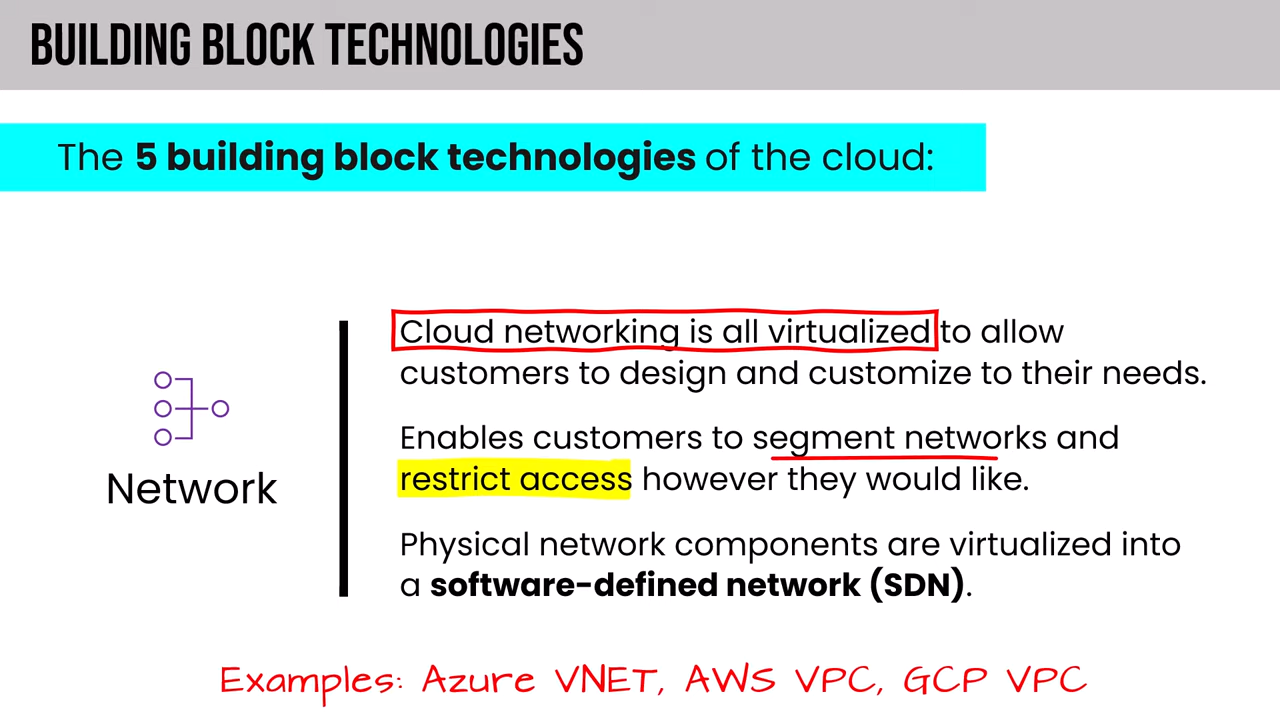 BUILDING BLOCK TECHNOLOGIES
The 5 building block technologies of the cloud:
Cloud networking is all virtualized to allow
customers to design and customize to their needs.
Enables customers to segment networks and
restrict access however they would like.
Network
Physical network components are virtualized into
a software-defined network (SDN).
Examples: Azure VNET, AWS VPC, GCP VPC